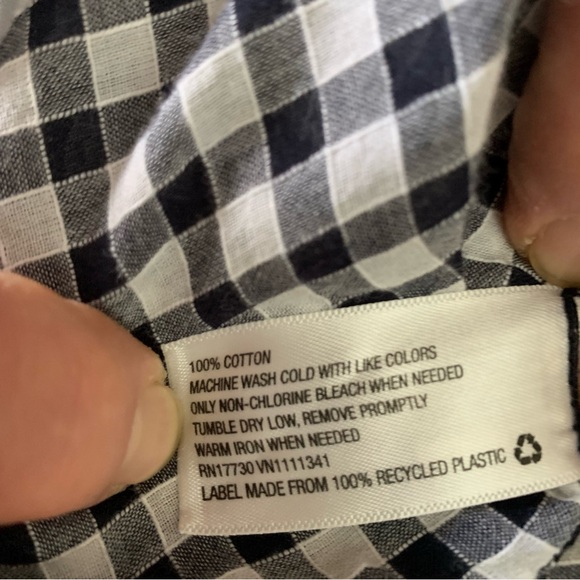 100% COTTON
MACHINE WASH COLD WITH LIKE COLORS
ONLY NON-CHLORINE BLEACH WHEN NEEDED
TUMBLE DRY LOW, REMOVE PROMPTLY
WARM IRON WHEN NEEDED
RN17730 VN1111341
LABEL MADE FROM 100% RECYCLED PLASTIC